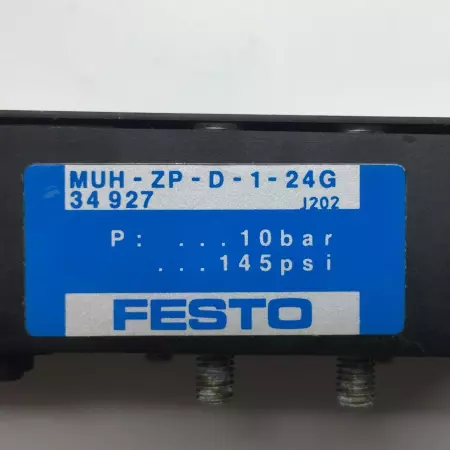 MUH-ZP-D-1-24G
34 927 J202
P: ...10bar
...145psi
FESTO